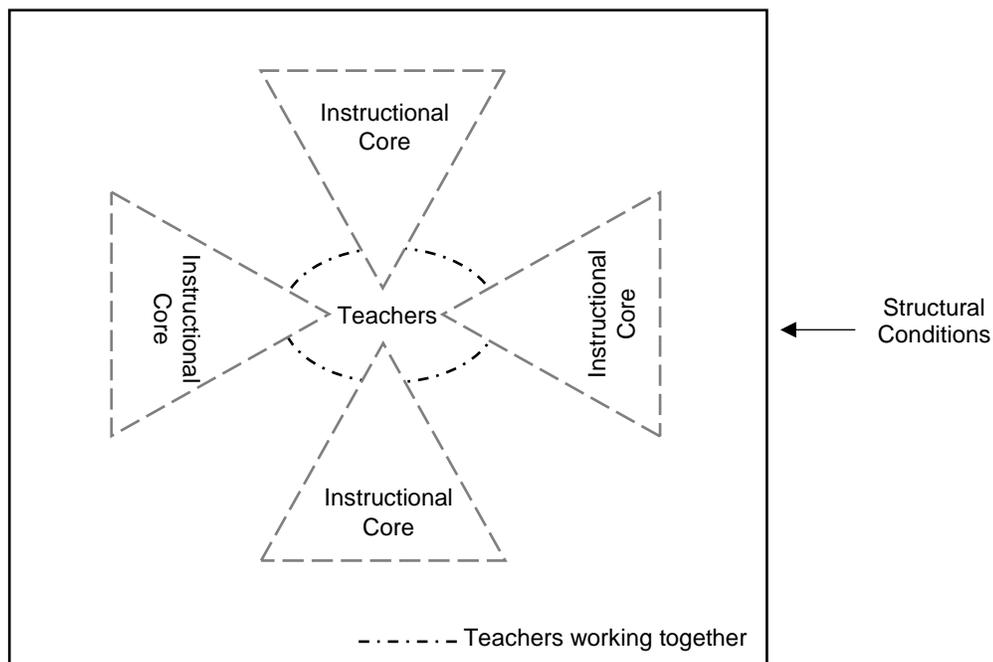 Instructional
Core
Instructional
Core
Teachers
Instructional
Core
Structural
Conditions
Instructional
Core
Teachers working together